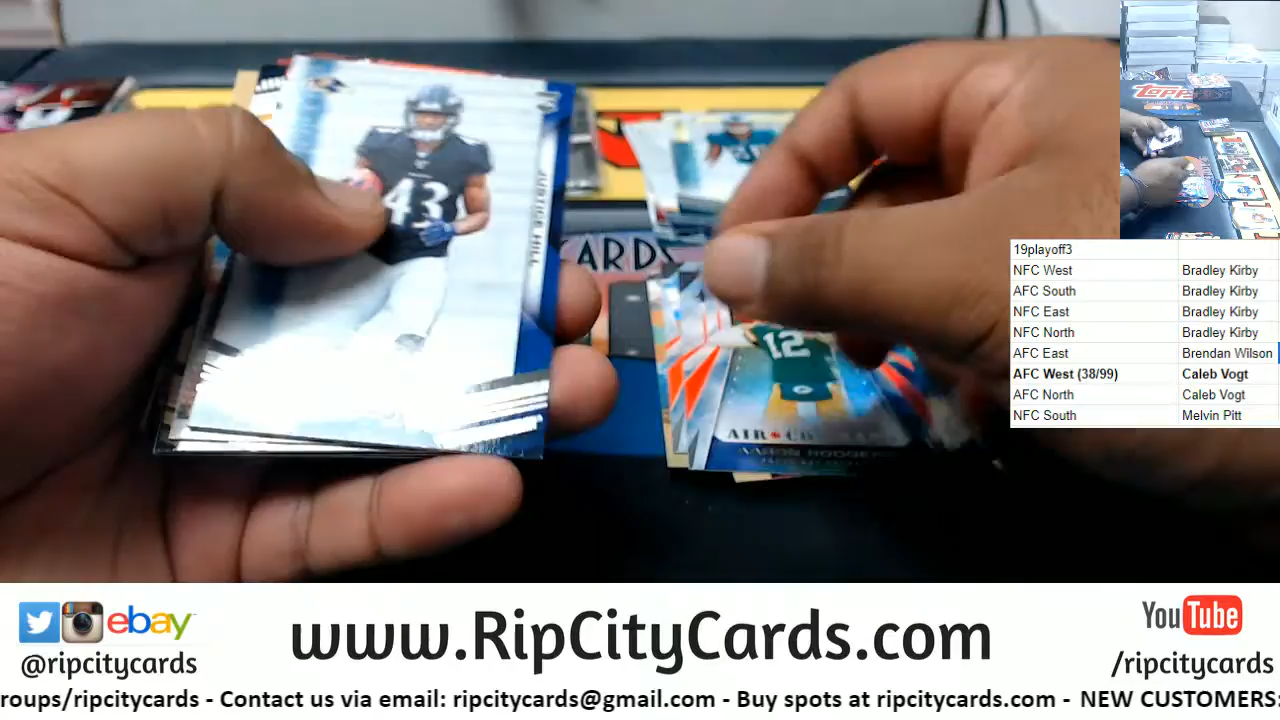 43
JUSTICE HILL
CARDS
12
AARON RODGERS
TOPPS
19playoff3
NFC West Bradley Kirby
AFC South Bradley Kirby
NFC East Bradley Kirby
NFC North Bradley Kirby
AFC East Brendan Wilson
AFC West (38/99) Caleb Vogt
AFC North Caleb Vogt
NFC South Melvin Pitt
ebay
@ripcitycards
www.RipCityCards.com
YouTube
/ripcitycards
roups/ripcitycards - Contact us via email: ripcitycards@gmail.com - Buy spots at ripcitycards.com - NEW CUSTOMERS: